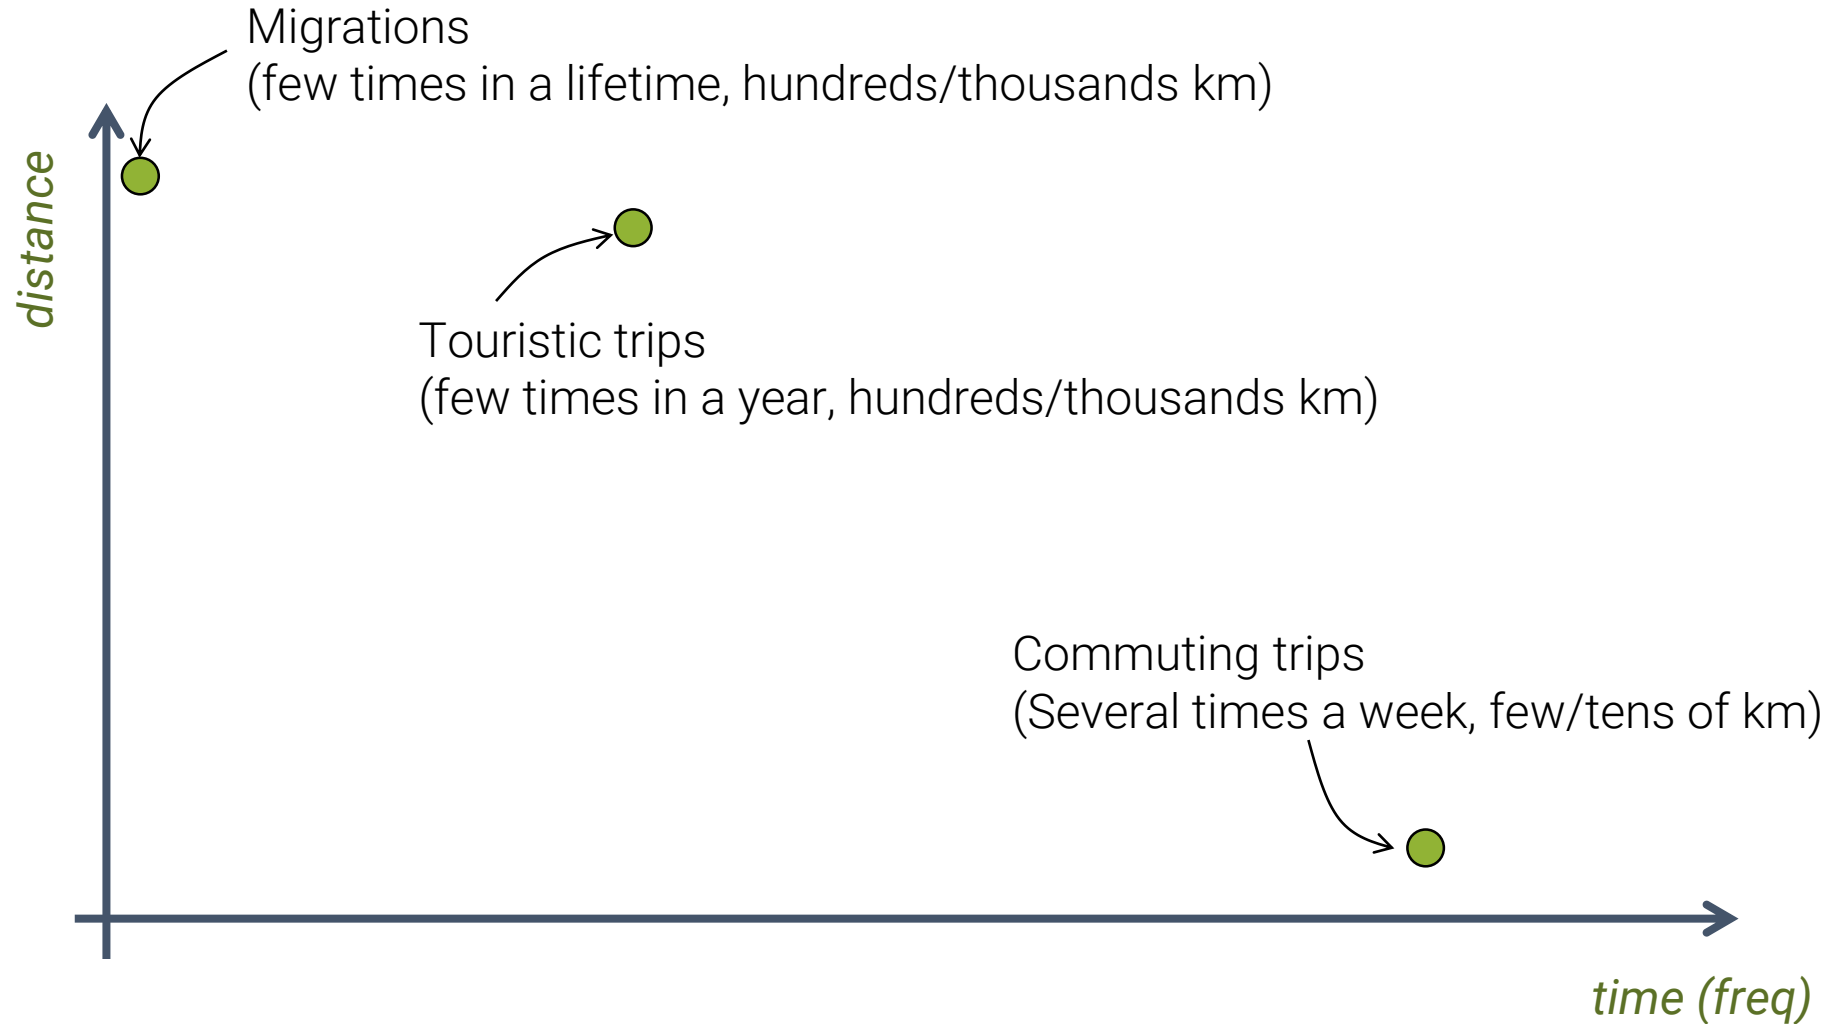 Migrations
(few times in a lifetime, hundreds/thousands km)
distance
Touristic trips
(few times in a year, hundreds/thousands km)
Commuting trips
(Several times a week, few/tens of km)
time (freq)